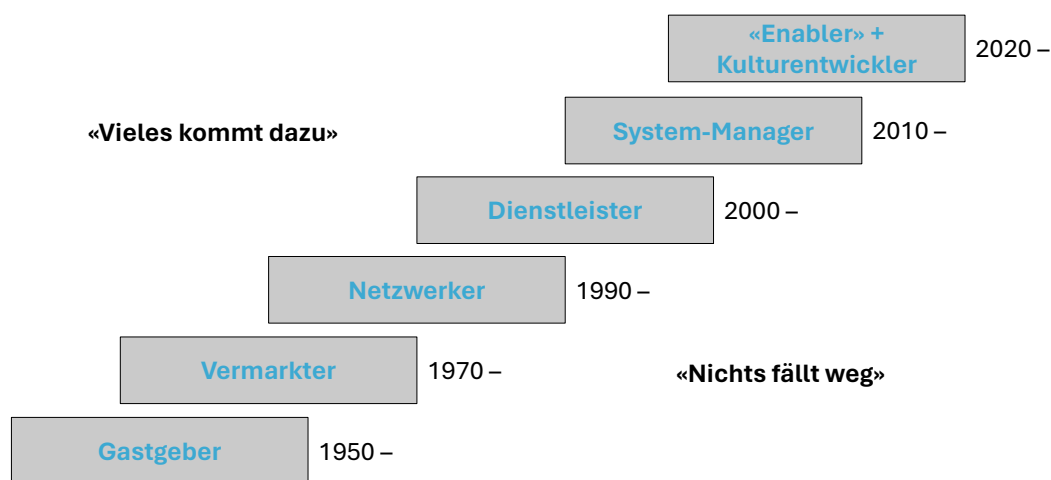 «Enabler» +
Kulturentwickler
2020 –
«Vieles kommt dazu»
System-Manager
2010 –
Dienstleister
2000 –
Netzwerker
1990 –
Vermarkter
1970 –
«Nichts fällt weg»
Gastgeber
1950 –